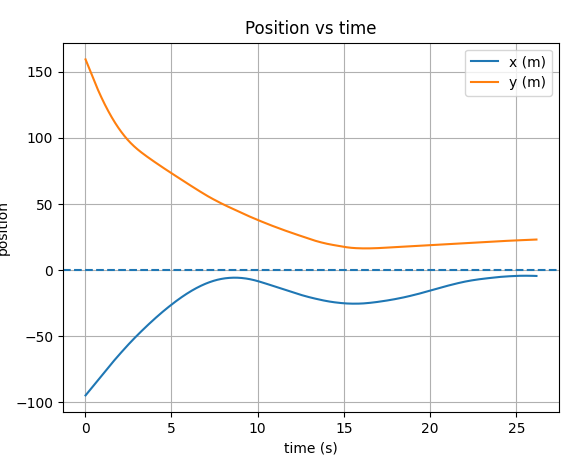 Position vs time
x (m)
y (m)
position
150
100
50
0
−50
−100
0 5 10 15 20 25
time (s)